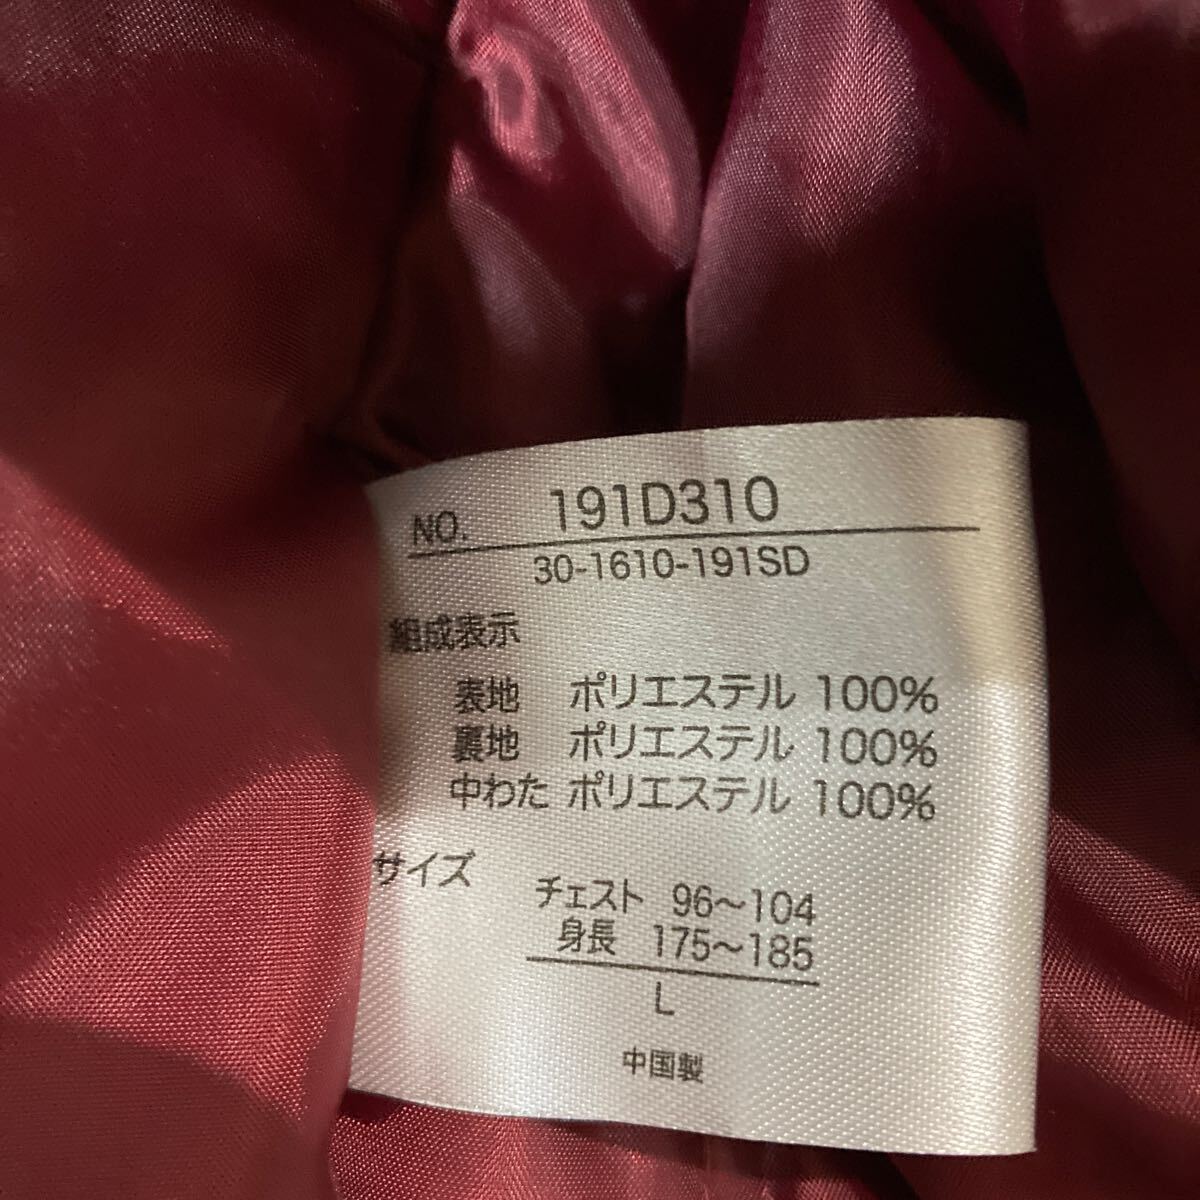 NO. 191D310
30-1610-191SD
組成表示
表地 ポリエステル 100%
裏地 ポリエステル 100%
中わた ポリエステル 100%
サイズ
チェスト 96〜104
身長 175〜185
L
中国製